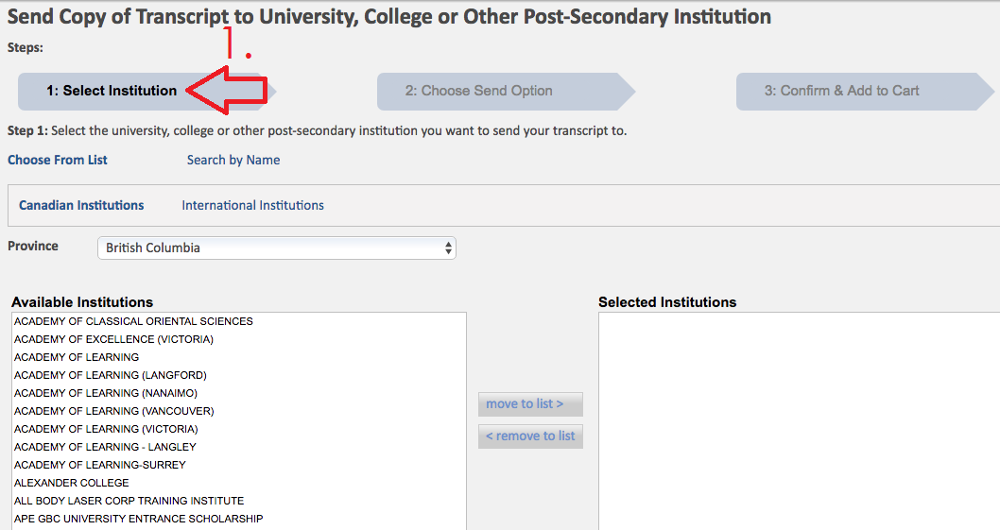 Send Copy of Transcript to University, College or Other Post-Secondary Institution
1.
Steps:
1: Select Institution
2: Choose Send Option
3: Confirm & Add to Cart
Step 1: Select the university, college or other post-secondary institution you want to send your transcript to.
Choose From List
Search by Name
Canadian Institutions
International Institutions
Province
British Columbia
Available Institutions
ACADEMY OF CLASSICAL ORIENTAL SCIENCES
ACADEMY OF EXCELLENCE (VICTORIA)
ACADEMY OF LEARNING
ACADEMY OF LEARNING (LANGFORD)
ACADEMY OF LEARNING (NANAIMO)
ACADEMY OF LEARNING (VANCOUVER)
ACADEMY OF LEARNING (VICTORIA)
ACADEMY OF LEARNING - LANGLEY
ACADEMY OF LEARNING-SURREY
ALEXANDER COLLEGE
ALL BODY LASER CORP TRAINING INSTITUTE
APE GBC UNIVERSITY ENTRANCE SCHOLARSHIP
move to list >
< remove to list
Selected Institutions